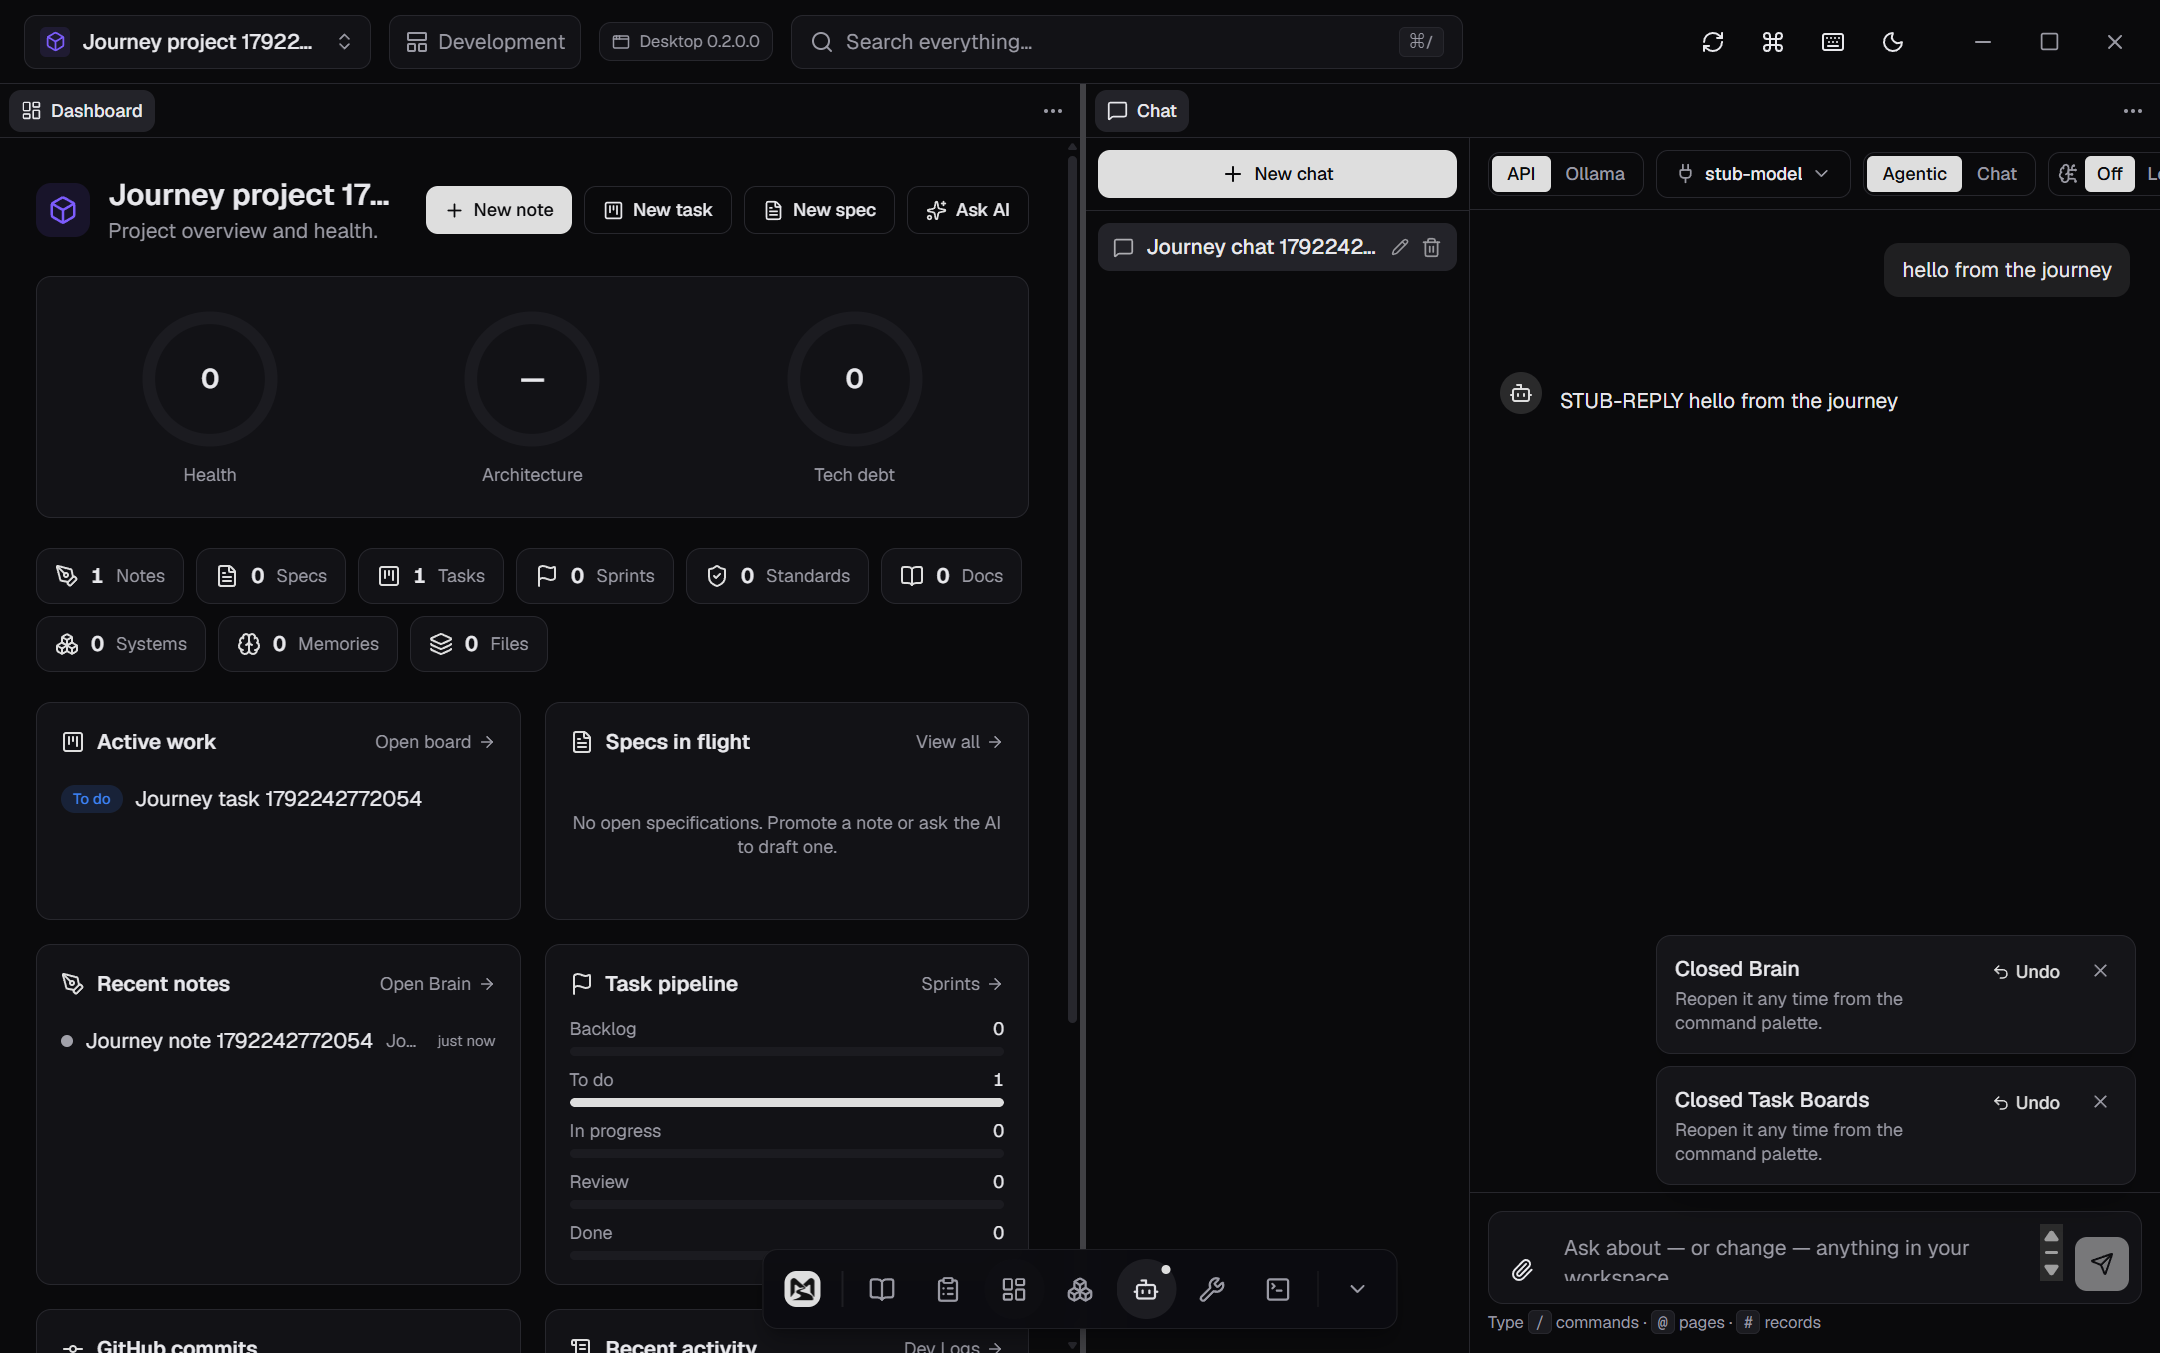 Journey project 17922...
Development
Desktop 0.2.0.0
Search everything...
⌘/
Dashboard
Chat
Journey project 17...
Project overview and health.
New note
New task
New spec
Ask AI
0
—
0
Health
Architecture
Tech debt
1 Notes
0 Specs
1 Tasks
0 Sprints
0 Standards
0 Docs
0 Systems
0 Memories
0 Files
Active work
Open board
To do
Journey task 1792242772054
Specs in flight
View all
No open specifications. Promote a note or ask the AI
to draft one.
Recent notes
Open Brain
Journey note 1792242772054 Jo... just now
Task pipeline
Sprints
Backlog 0
To do 1
In progress 0
Review 0
Done 0
GitHub commits
Recent activity
Dev Logs
New chat
Journey chat 1792242...
API
Ollama
stub-model
Agentic
Chat
Off
hello from the journey
STUB-REPLY hello from the journey
Closed Brain
Undo
Reopen it any time from the
command palette.
Closed Task Boards
Undo
Reopen it any time from the
command palette.
Ask about — or change — anything in your
workspace
Type / commands · @ pages · # records